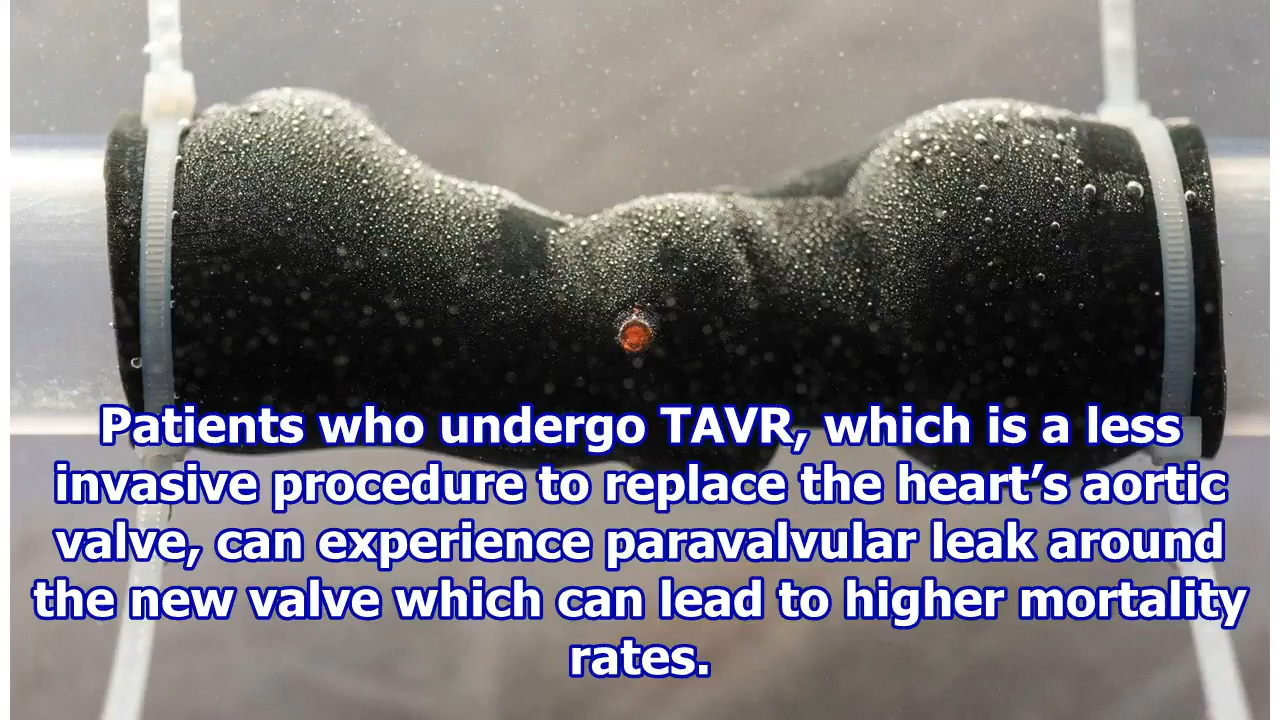 Patients who undergo TAVR, which is a less
invasive procedure to replace the heart’s aortic
valve, can experience paravalvular leak around
the new valve which can lead to higher mortality
rates.